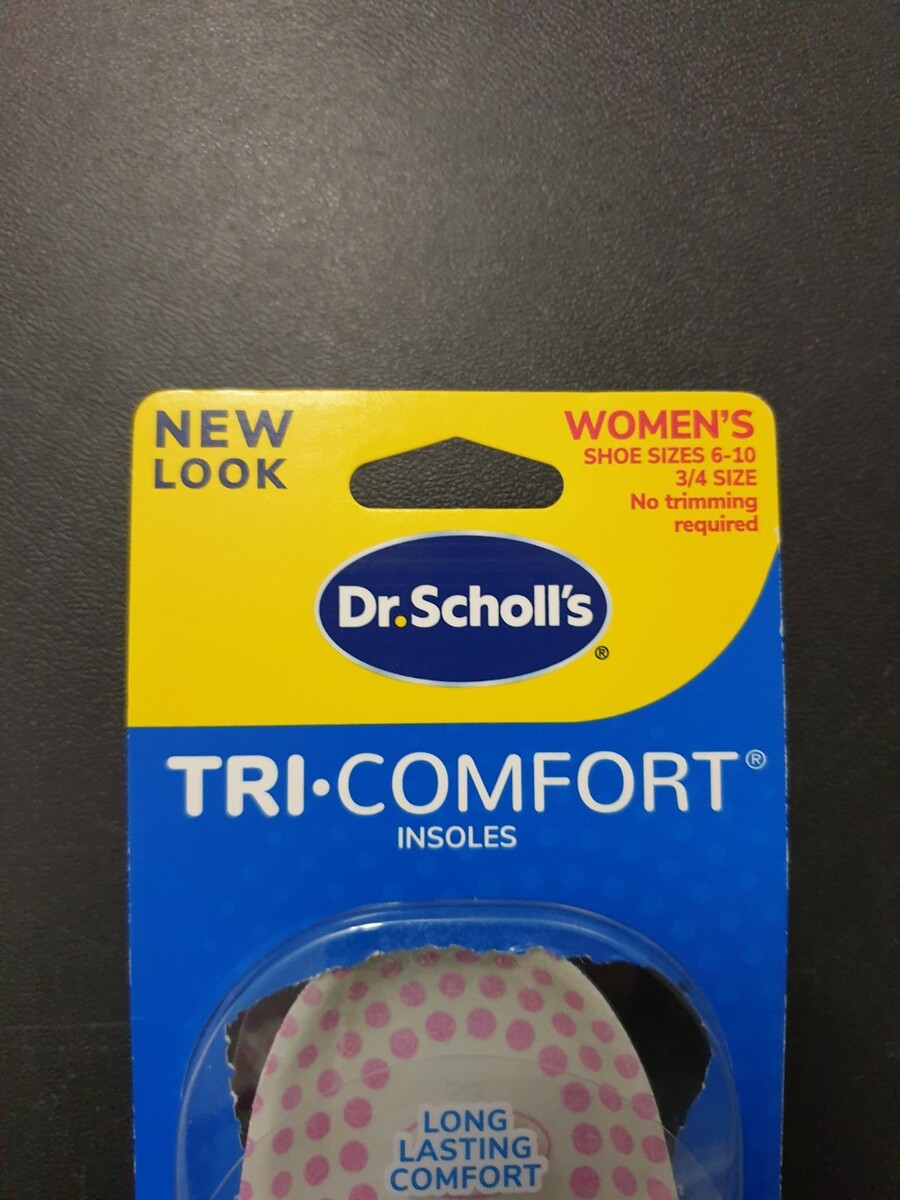 NEW
LOOK
WOMEN'S
SHOE SIZES 6-10
3/4 SIZE
No trimming
required
Dr.Scholl's®
TRI•COMFORT®
INSOLES
LONG
LASTING
COMFORT